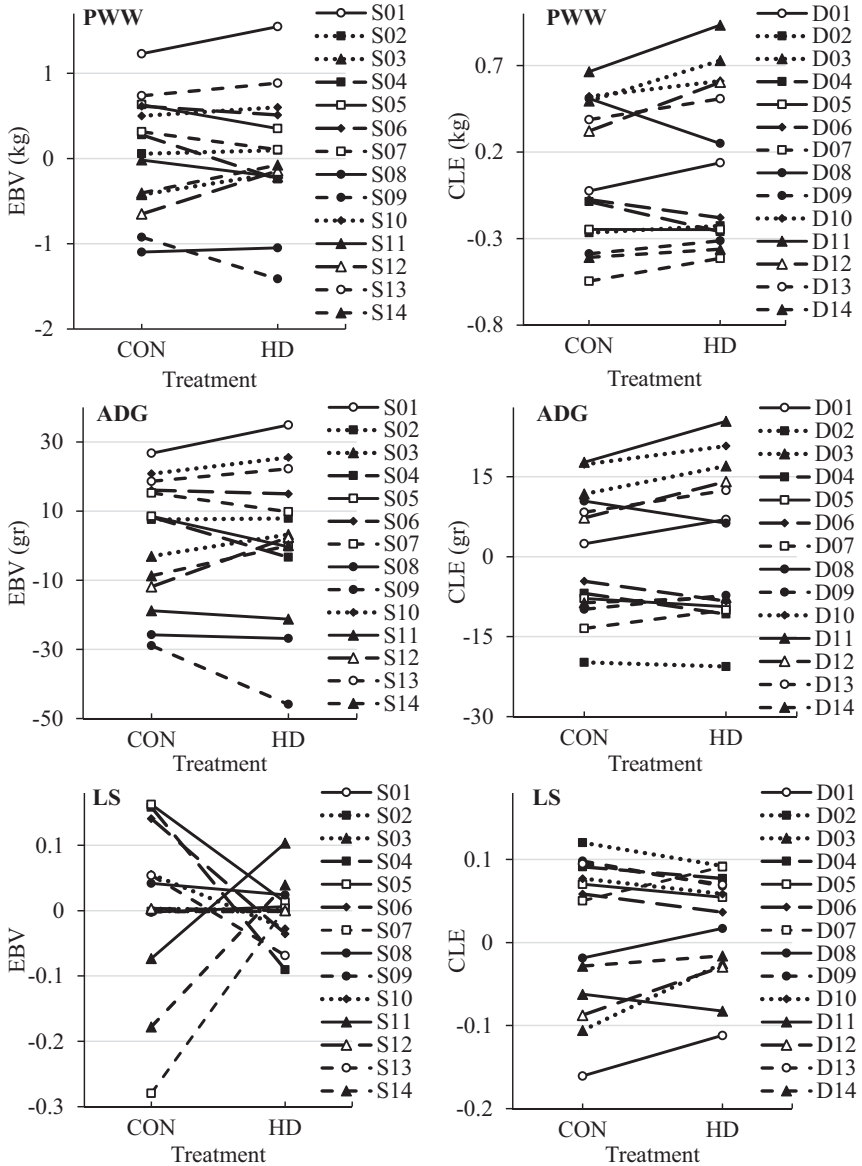 PWW
EBV (kg)
1
0
-1
-2
CON
HD
Treatment
S01
S02
S03
S04
S05
S06
S07
S08
S09
S10
S11
S12
S13
S14
CLE (kg)
0.7
0.2
-0.3
-0.8
CON
HD
Treatment
D01
D02
D03
D04
D05
D06
D07
D08
D09
D10
D11
D12
D13
D14
ADG
EBV (gr)
30
10
-10
-30
-50
CON
HD
Treatment
S01
S02
S03
S04
S05
S06
S07
S08
S09
S10
S11
S12
S13
S14
ADG
CLE (gr)
15
0
-15
-30
CON
HD
Treatment
D01
D02
D03
D04
D05
D06
D07
D08
D09
D10
D11
D12
D13
D14
LS
EBV
0.1
0
-0.1
-0.2
-0.3
CON
HD
Treatment
S01
S02
S03
S04
S05
S06
S07
S08
S09
S10
S11
S12
S13
S14
LS
CLE
0.1
0
-0.1
-0.2
CON
HD
Treatment
D01
D02
D03
D04
D05
D06
D07
D08
D09
D10
D11
D12
D13
D14